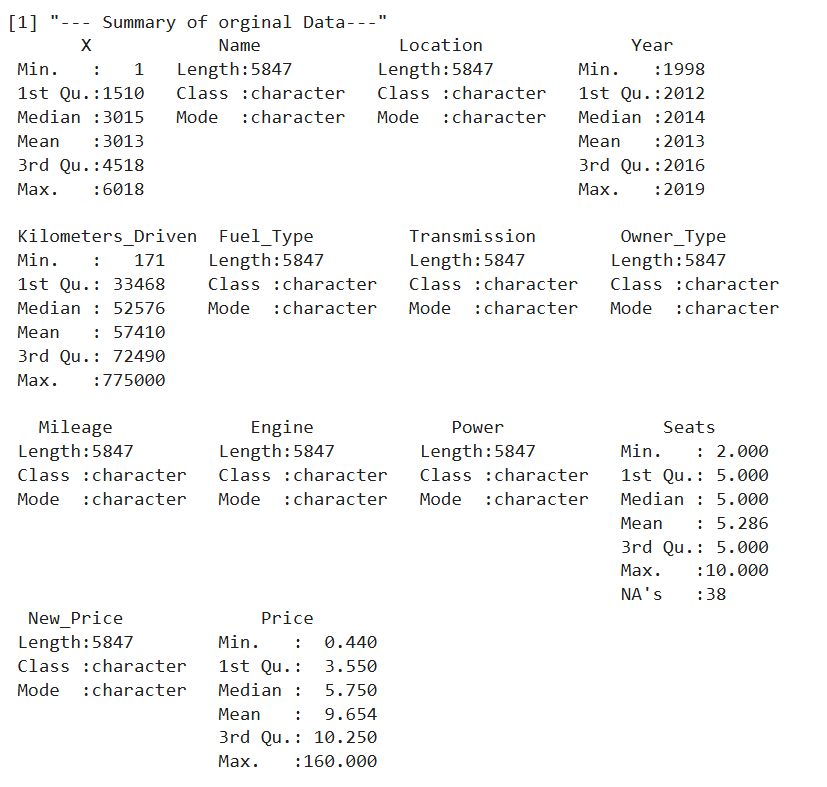 [1] "--- Summary of orginal Data---"
       X            Name             Location              Year
 Min.   :   1   Length:5847        Length:5847        Min.   :1998
 1st Qu.:1510   Class :character   Class :character   1st Qu.:2012
 Median :3015   Mode  :character   Mode  :character   Median :2014
 Mean   :3013                                         Mean   :2013
 3rd Qu.:4518                                         3rd Qu.:2016
 Max.   :6018                                         Max.   :2019

 Kilometers_Driven  Fuel_Type         Transmission        Owner_Type
 Min.   :   171    Length:5847        Length:5847        Length:5847
 1st Qu.: 33468    Class :character   Class :character   Class :character
 Median : 52576    Mode  :character   Mode  :character   Mode  :character
 Mean   : 57410
 3rd Qu.: 72490
 Max.   :775000

   Mileage             Engine             Power               Seats
 Length:5847        Length:5847        Length:5847        Min.   : 2.000
 Class :character   Class :character   Class :character   1st Qu.: 5.000
 Mode  :character   Mode  :character   Mode  :character   Median : 5.000
                                                          Mean   : 5.286
                                                          3rd Qu.: 5.000
                                                          Max.   :10.000
                                                          NA's   :38
  New_Price             Price
 Length:5847        Min.   :  0.440
 Class :character   1st Qu.:  3.550
 Mode  :character   Median :  5.750
                    Mean   :  9.654
                    3rd Qu.: 10.250
                    Max.   :160.000